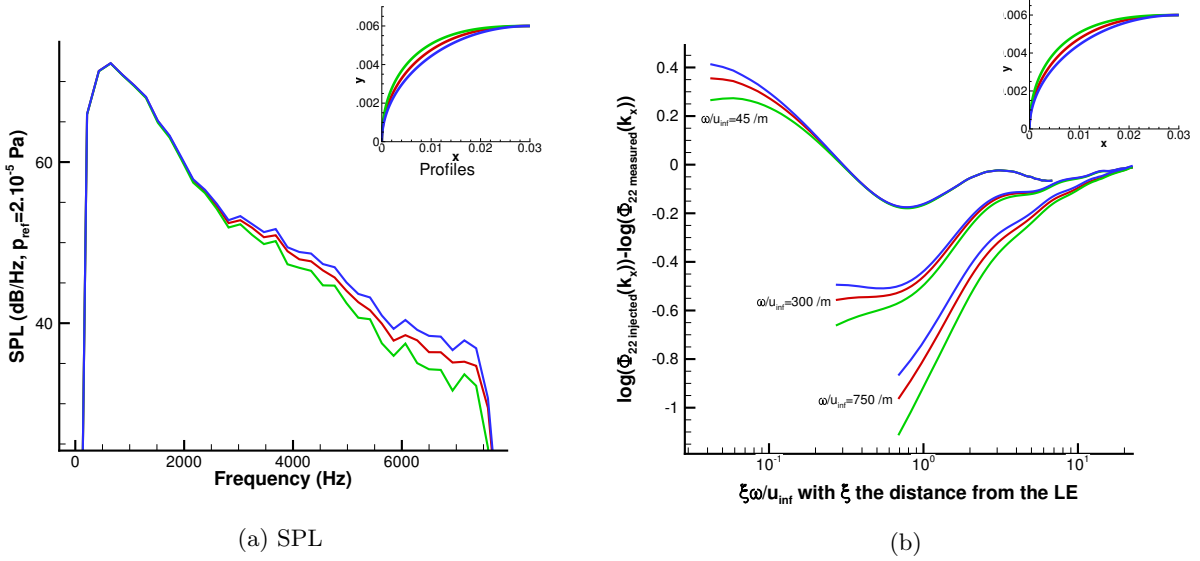 SPL (dB/Hz, p_ref=2.10^-5 Pa)
60
40
0
2000
4000
6000
Frequency (Hz)
y
.006
.004
.002
0
0
0.01
0.02
0.03
x
Profiles
(a) SPL
log(Φ_22 injected(k_x))-log(Φ_22 measured(k_x))
0.4
0.2
0
-0.2
-0.4
-0.6
-0.8
-1
ω/u_inf=45 /m
ω/u_inf=300 /m
ω/u_inf=750 /m
10^-1
10^0
10^1
ξω/u_inf with ξ the distance from the LE
y
.006
.004
.002
0
0
0.01
0.02
0.03
x
(b)